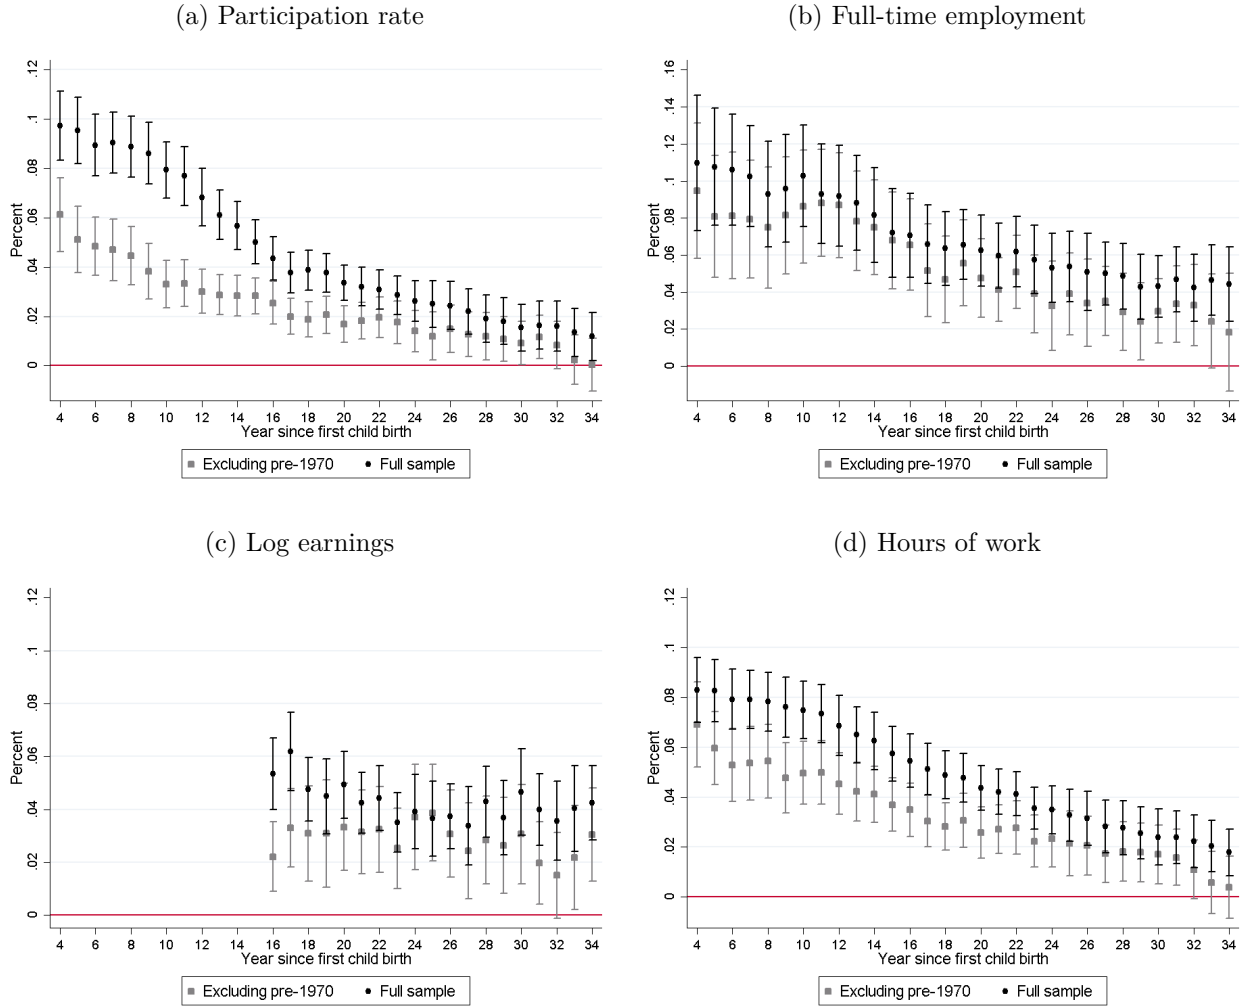 (a) Participation rate
.12
.1
.08
.06
.04
.02
0
Percent
4 6 8 10 12 14 16 18 20 22 24 26 28 30 32 34
Year since first child birth
Excluding pre-1970 Full sample
(b) Full-time employment
.16
.14
.12
.1
.08
.06
.04
.02
0
Percent
4 6 8 10 12 14 16 18 20 22 24 26 28 30 32 34
Year since first child birth
Excluding pre-1970 Full sample
(c) Log earnings
.12
.1
.08
.06
.04
.02
0
Percent
4 6 8 10 12 14 16 18 20 22 24 26 28 30 32 34
Year since first child birth
Excluding pre-1970 Full sample
(d) Hours of work
.12
.1
.08
.06
.04
.02
0
Percent
4 6 8 10 12 14 16 18 20 22 24 26 28 30 32 34
Year since first child birth
Excluding pre-1970 Full sample